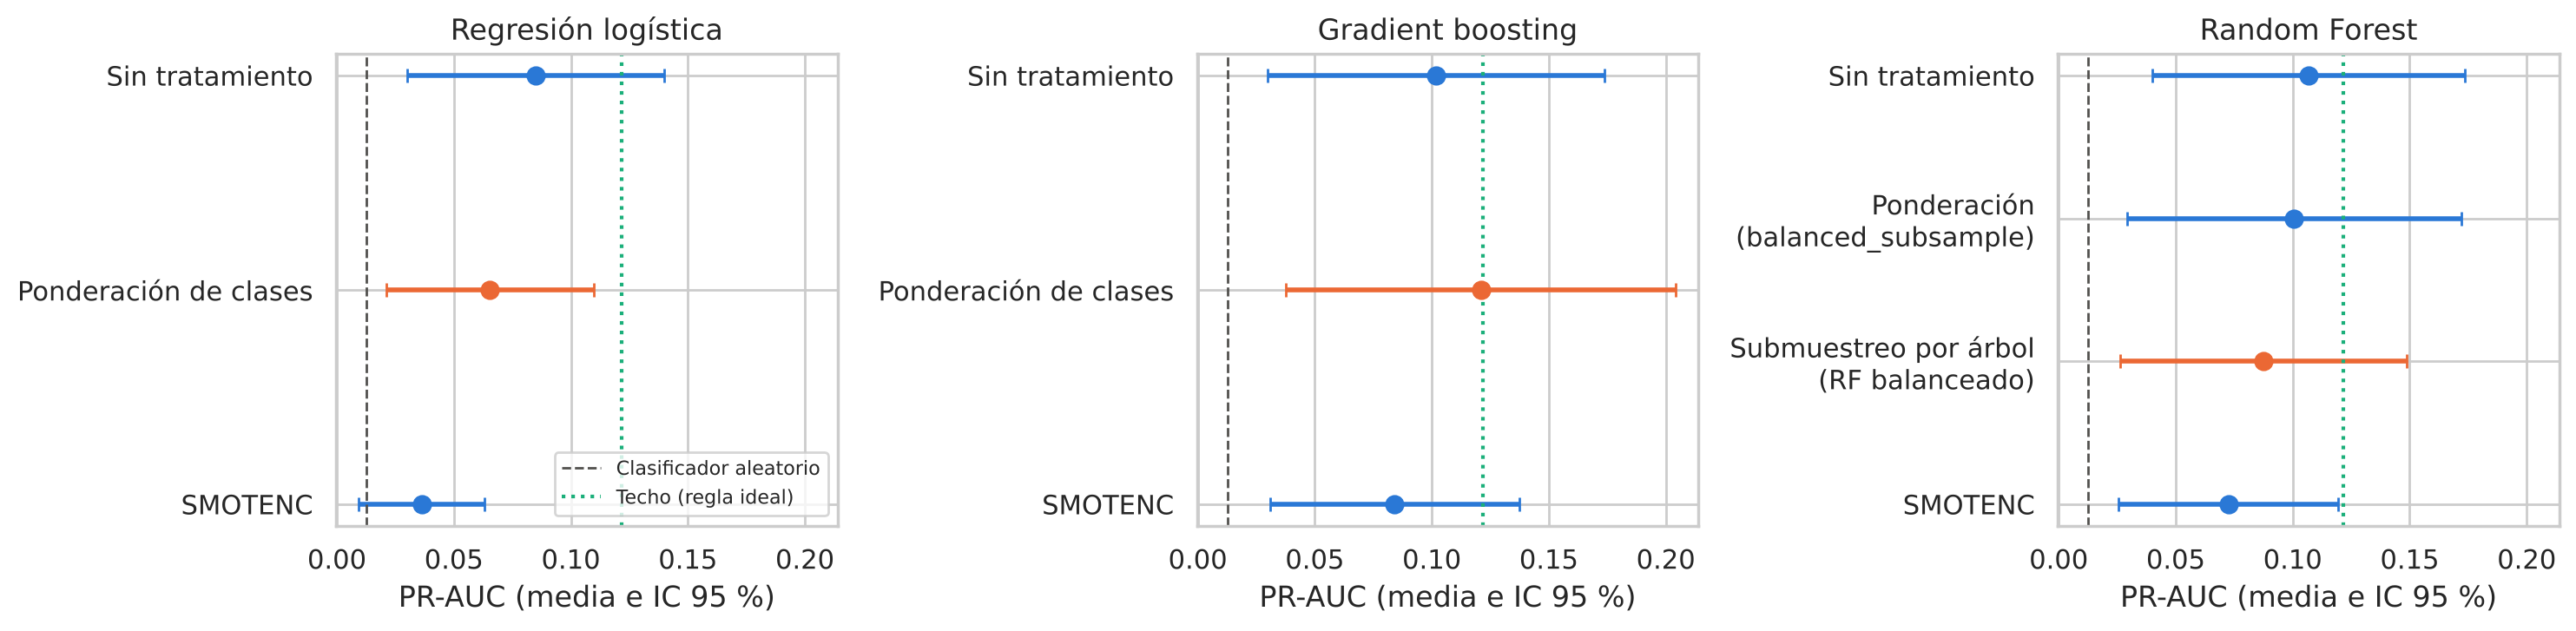 Regresión logística
Sin tratamiento
Ponderación de clases
SMOTENC
Clasificador aleatorio
Techo (regla ideal)
0.00 0.05 0.10 0.15 0.20
PR-AUC (media e IC 95 %)
Gradient boosting
Sin tratamiento
Ponderación de clases
SMOTENC
0.00 0.05 0.10 0.15 0.20
PR-AUC (media e IC 95 %)
Random Forest
Sin tratamiento
Ponderación
(balanced_subsample)
Submuestreo por árbol
(RF balanceado)
SMOTENC
0.00 0.05 0.10 0.15 0.20
PR-AUC (media e IC 95 %)